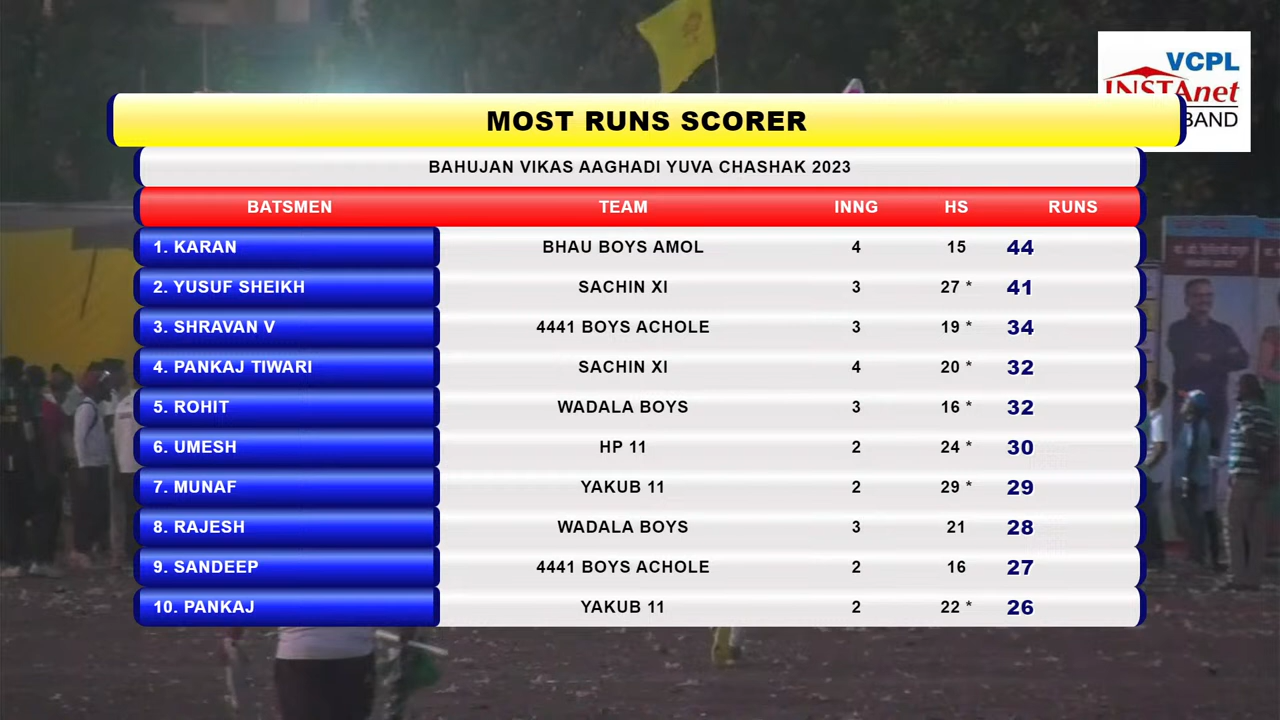 VCPL
INSTAnet
BAND
MOST RUNS SCORER
BAHUJAN VIKAS AAGHADI YUVA CHASHAK 2023
BATSMEN TEAM INNG HS RUNS
1. KARAN BHAU BOYS AMOL 4 15 44
2. YUSUF SHEIKH SACHIN XI 3 27 * 41
3. SHRAVAN V 4441 BOYS ACHOLE 3 19 * 34
4. PANKAJ TIWARI SACHIN XI 4 20 * 32
5. ROHIT WADALA BOYS 3 16 * 32
6. UMESH HP 11 2 24 * 30
7. MUNAF YAKUB 11 2 29 * 29
8. RAJESH WADALA BOYS 3 21 28
9. SANDEEP 4441 BOYS ACHOLE 2 16 27
10. PANKAJ YAKUB 11 2 22 * 26